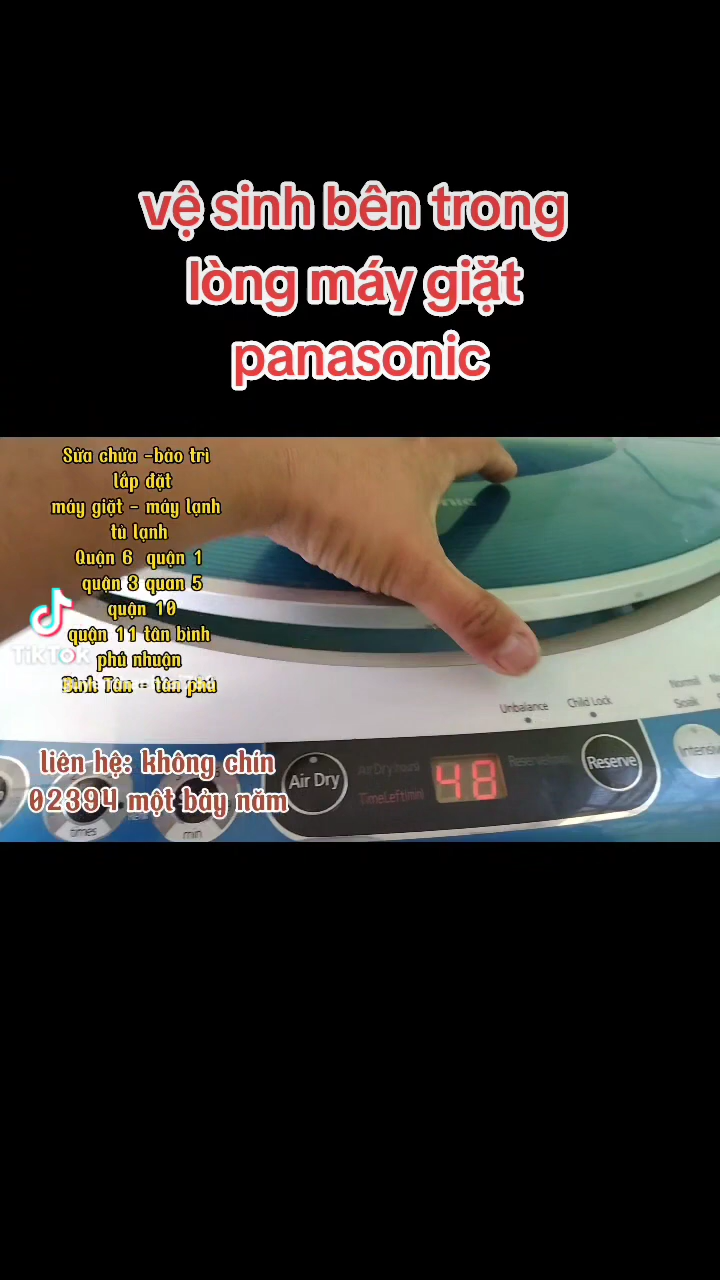 vệ sinh bên trong
lòng máy giặt
panasonic
Sửa chửa -bảo trì
lắp đặt
máy giặt - máy lạnh
tủ lạnh
Quận 6 quận 1
quận 3 quan 5
quận 10
quận 11 tân bình
phú nhuận
Bình Tân - tân phú
TikTok
liên hệ: không chín
02394 một bảy năm
Unbalance
Child Lock
Normal
Soak
Air Dry
Air Dry(hours)
TimeLeft(min)
48
Reserve
Intensi
times
min